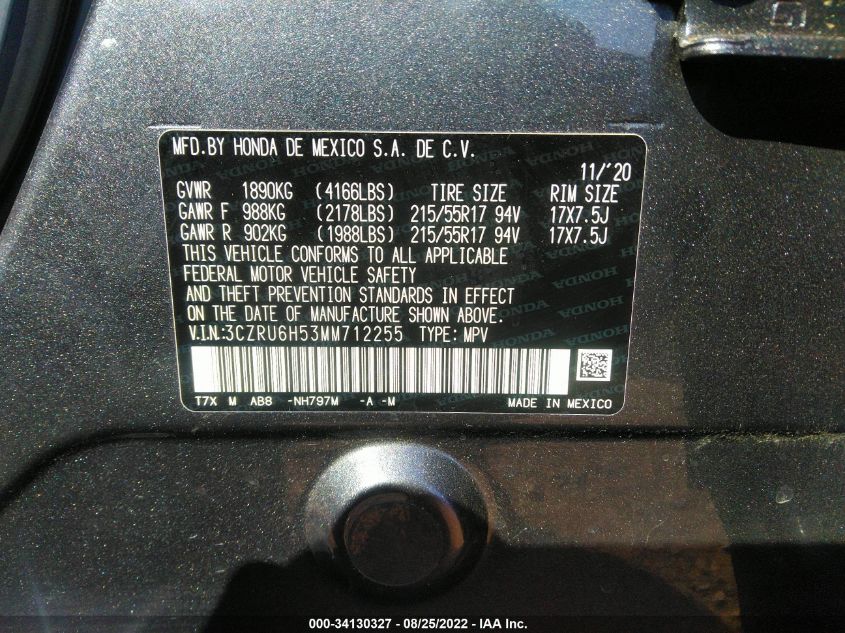 MFD.BY HONDA DE MEXICO S.A. DE C.V.
11/'20
GVWR 1890KG (4166LBS) TIRE SIZE RIM SIZE
GAWR F 988KG (2178LBS) 215/55R17 94V 17X7.5J
GAWR R 902KG (1988LBS) 215/55R17 94V 17X7.5J
THIS VEHICLE CONFORMS TO ALL APPLICABLE
FEDERAL MOTOR VEHICLE SAFETY
AND THEFT PREVENTION STANDARDS IN EFFECT
ON THE DATE OF MANUFACTURE SHOWN ABOVE.
V.I.N.:3CZRU6H53MM712255 TYPE: MPV
T7X M AB8 -NH797M -A -M MADE IN MEXICO
000-34130327 - 08/25/2022 - IAA Inc.